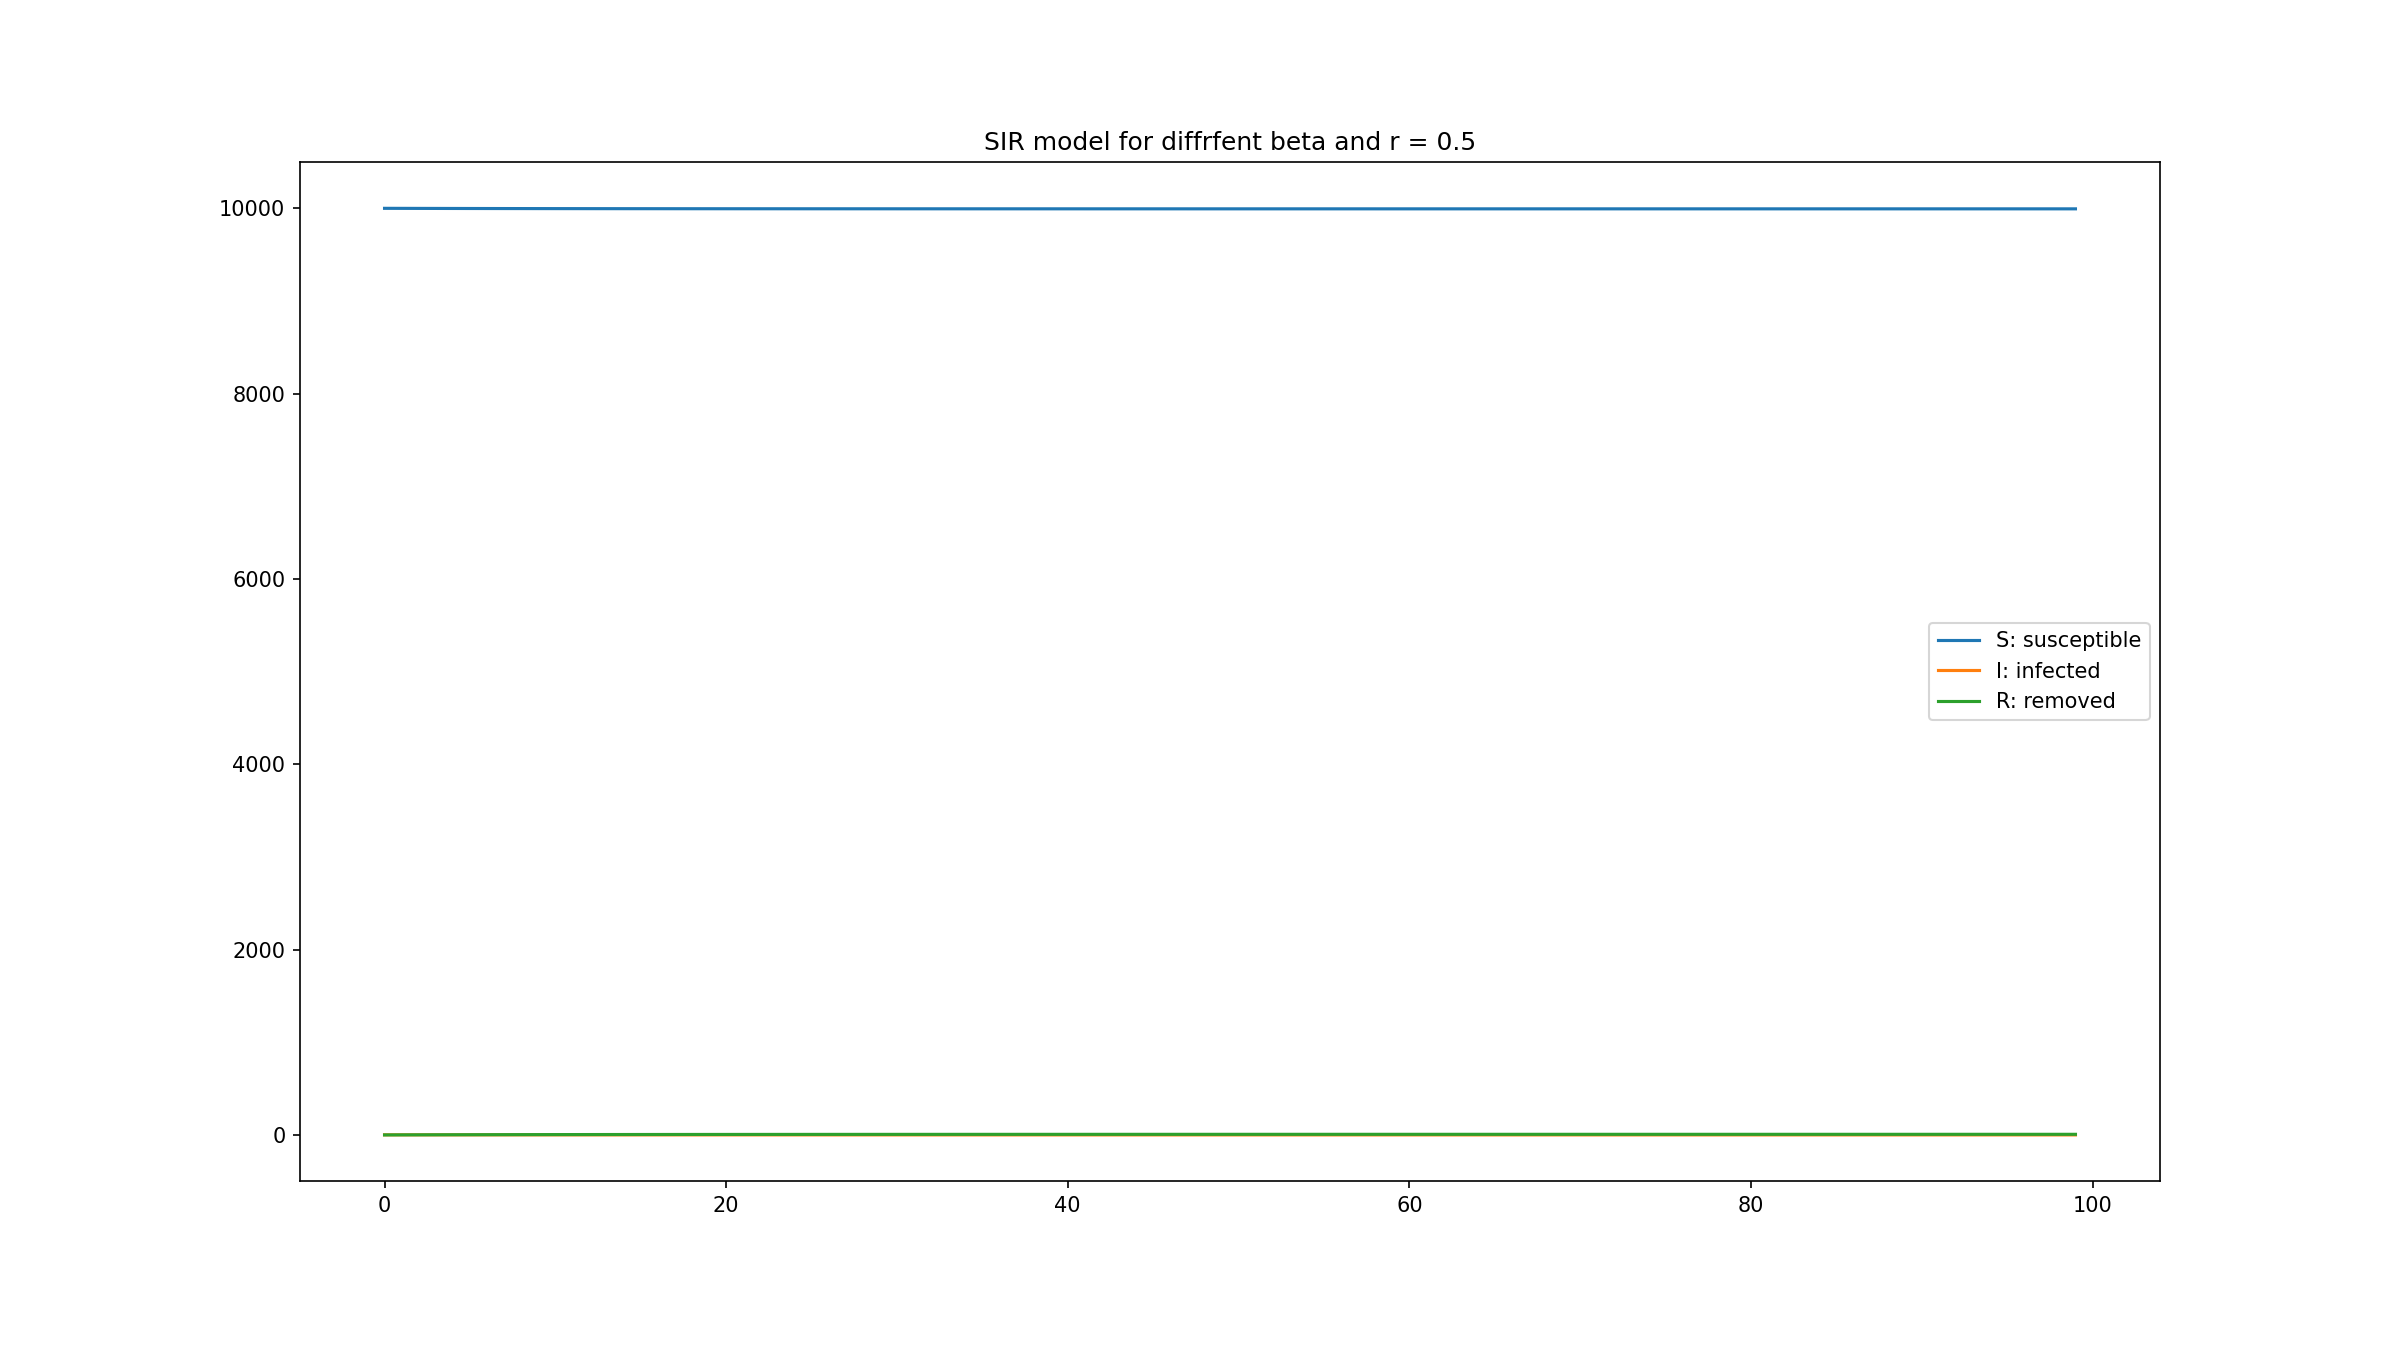 SIR model for diffrfent beta and r = 0.5
10000
8000
6000
4000
2000
0
S: susceptible
I: infected
R: removed
0 20 40 60 80 100